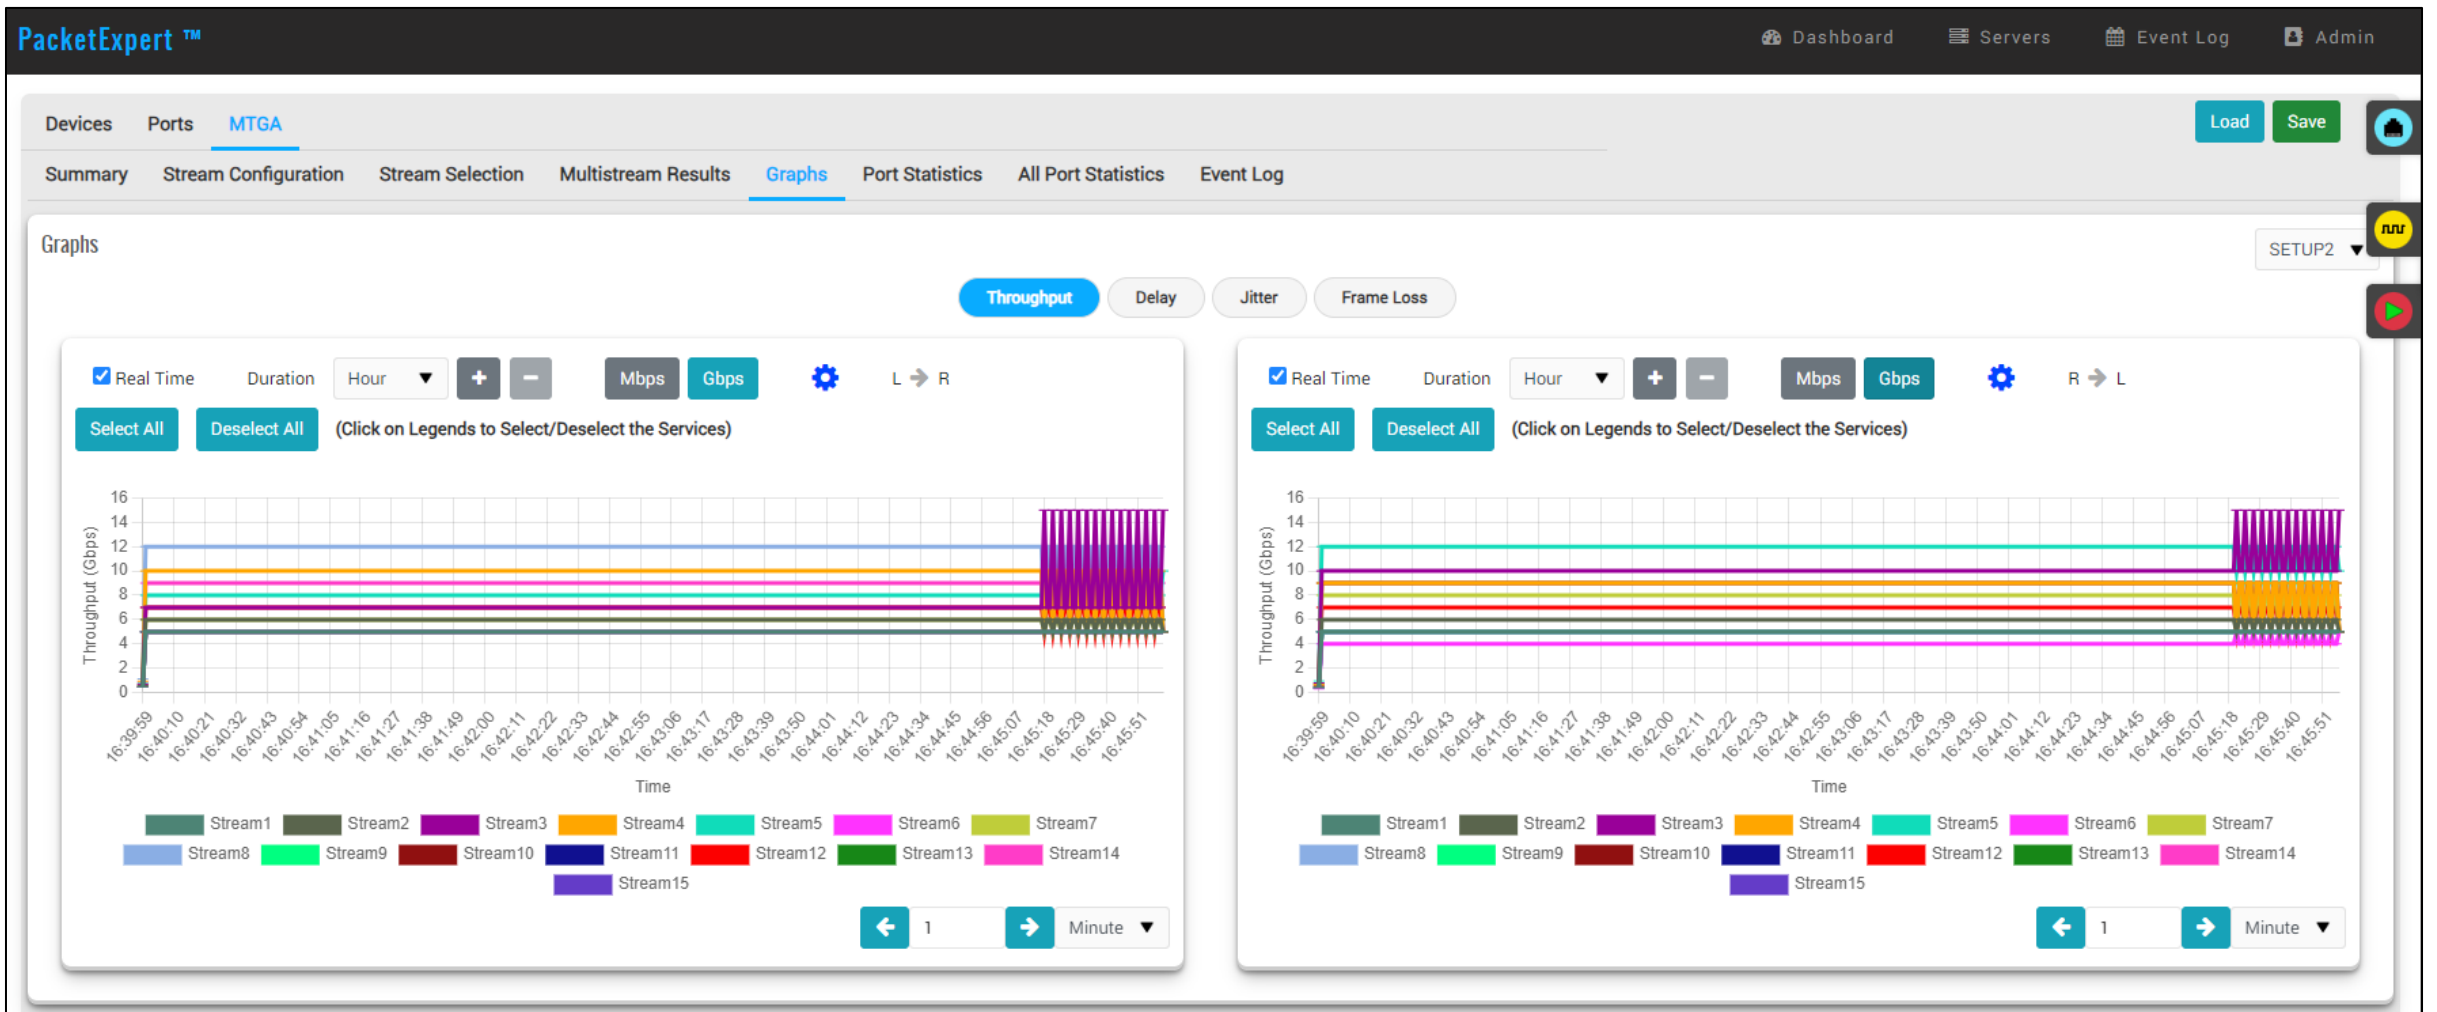 PacketExpert ™
Dashboard Servers Event Log Admin
Devices Ports MTGA
Load Save
Summary Stream Configuration Stream Selection Multistream Results Graphs Port Statistics All Port Statistics Event Log
Graphs
SETUP2
Throughput Delay Jitter Frame Loss
Real Time Duration Hour + − Mbps Gbps L R
Select All Deselect All (Click on Legends to Select/Deselect the Services)
Throughput (Gbps)
16
14
12
10
8
6
4
2
0
16:39:59 16:40:10 16:40:21 16:40:32 16:40:43 16:40:54 16:41:05 16:41:16 16:41:27 16:41:38 16:41:49 16:42:00 16:42:11 16:42:22 16:42:33 16:42:44 16:42:55 16:43:06 16:43:17 16:43:28 16:43:39 16:43:50 16:44:01 16:44:12 16:44:23 16:44:34 16:44:45 16:44:56 16:45:07 16:45:18 16:45:29 16:45:40 16:45:51
Time
Stream1 Stream2 Stream3 Stream4 Stream5 Stream6 Stream7
Stream8 Stream9 Stream10 Stream11 Stream12 Stream13 Stream14
Stream15
1 Minute
Real Time Duration Hour + − Mbps Gbps R L
Select All Deselect All (Click on Legends to Select/Deselect the Services)
Throughput (Gbps)
16
14
12
10
8
6
4
2
0
16:39:59 16:40:10 16:40:21 16:40:32 16:40:43 16:40:54 16:41:05 16:41:16 16:41:27 16:41:38 16:41:49 16:42:00 16:42:11 16:42:22 16:42:33 16:42:44 16:42:55 16:43:06 16:43:17 16:43:28 16:43:39 16:43:50 16:44:01 16:44:12 16:44:23 16:44:34 16:44:45 16:44:56 16:45:07 16:45:18 16:45:29 16:45:40 16:45:51
Time
Stream1 Stream2 Stream3 Stream4 Stream5 Stream6 Stream7
Stream8 Stream9 Stream10 Stream11 Stream12 Stream13 Stream14
Stream15
1 Minute